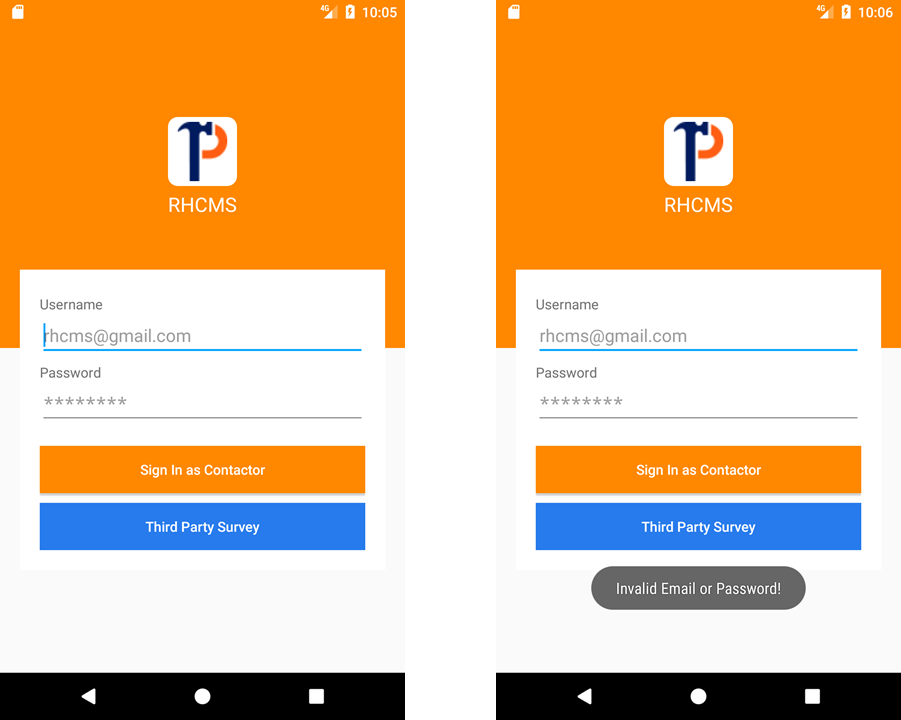 4G 10:05
RHCMS
Username
rhcms@gmail.com
Password
********
Sign In as Contactor
Third Party Survey
4G 10:06
RHCMS
Username
rhcms@gmail.com
Password
********
Sign In as Contactor
Third Party Survey
Invalid Email or Password!